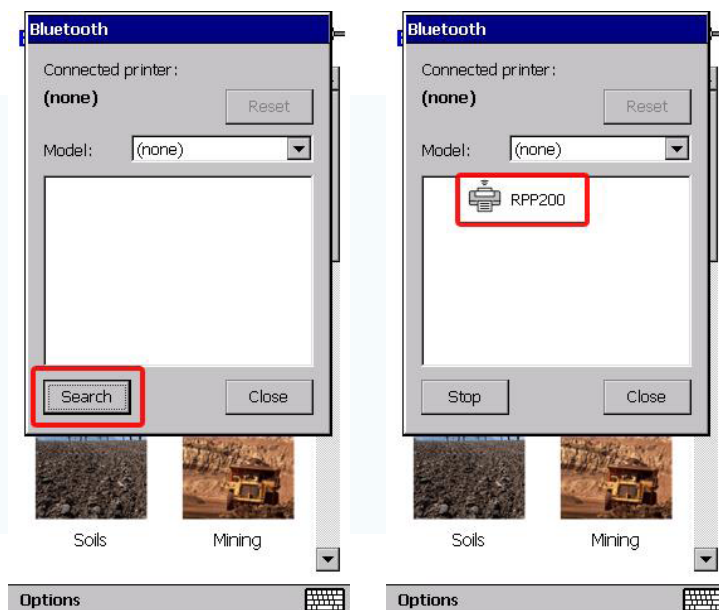 Bluetooth
Connected printer:
(none)
Reset
Model:
(none)
Search
Close
Soils
Mining
Options
Bluetooth
Connected printer:
(none)
Reset
Model:
(none)
RPP200
Stop
Close
Soils
Mining
Options